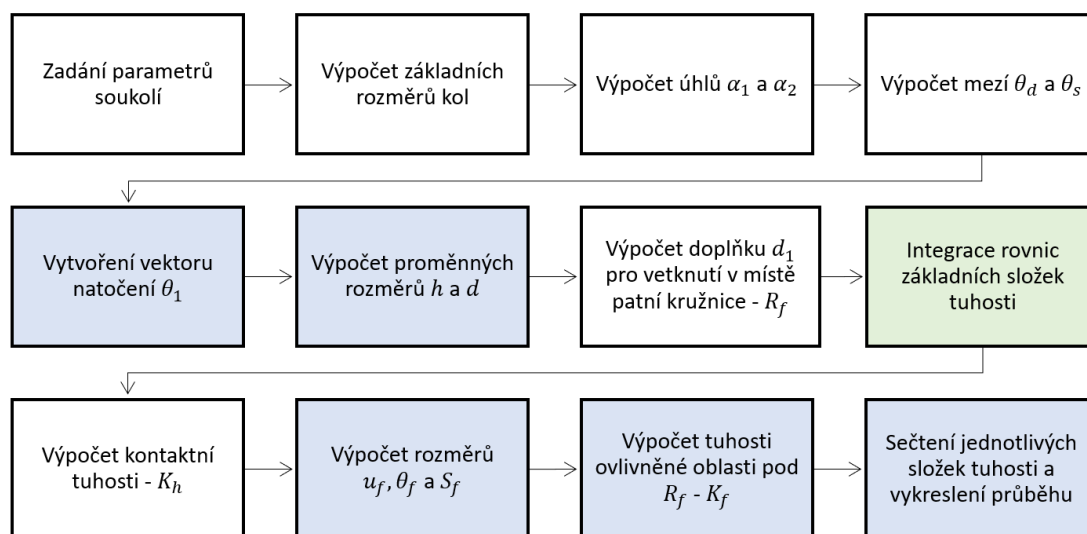 Zadání parametrů
soukolí
Výpočet základních
rozměrů kol
Výpočet úhlů α₁ a α₂
Výpočet mezí θd a θs
Vytvoření vektoru
natočení θ₁
Výpočet proměnných
rozměrů h a d
Výpočet doplňku d₁
pro vetknutí v místě
patní kružnice - Rf
Integrace rovnic
základních složek
tuhosti
Výpočet kontaktní
tuhosti - Kh
Výpočet rozměrů
uf, θf a Sf
Výpočet tuhosti
ovlivněné oblasti pod
Rf - Kf
Sečtení jednotlivých
složek tuhosti a
vykreslení průběhu